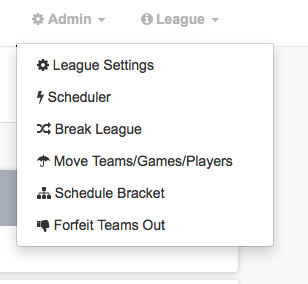 Admin League
League Settings
Scheduler
Break League
Move Teams/Games/Players
Schedule Bracket
Forfeit Teams Out